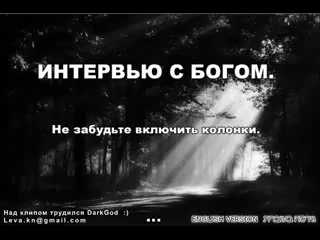 ИНТЕРВЬЮ С БОГОМ.
Не забудьте включить колонки.
Над клипом трудился DarkGod :)
Leva.kn@gmail.com
...
ENGLISH VERSION